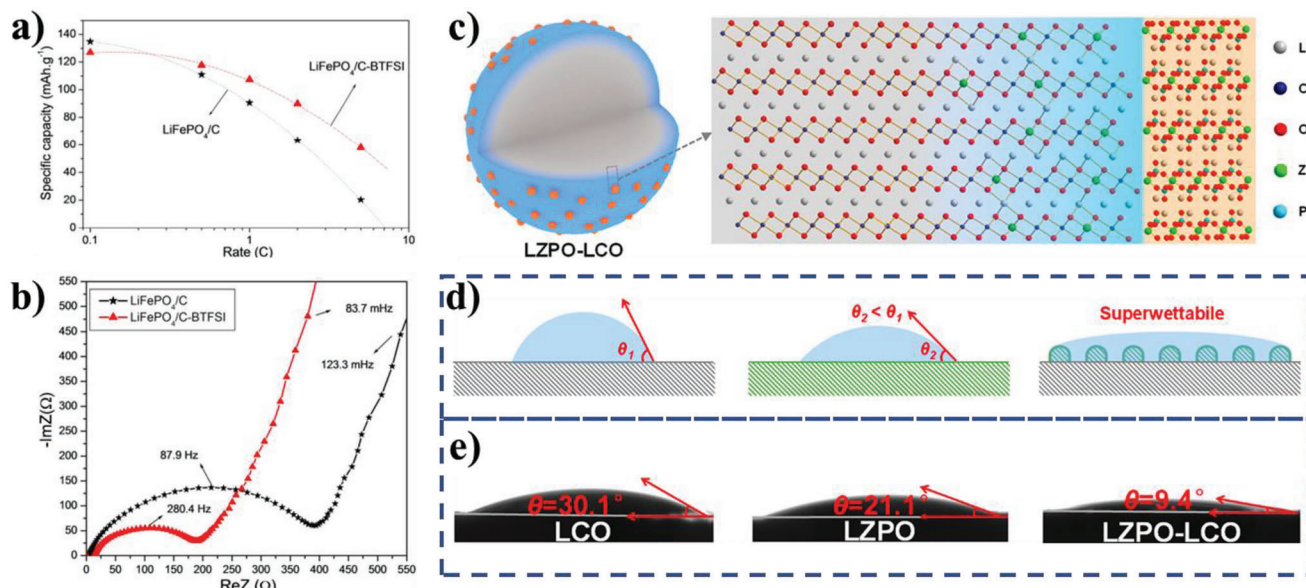 a)
140
120
100
80
60
40
20
0
Specific capacity (mAh.g⁻¹)
LiFePO₄/C-BTFSI
LiFePO₄/C
0.1
1
10
Rate (C)
b)
550
500
450
400
350
300
250
200
150
100
50
0
-ImZ(Ω)
LiFePO₄/C
LiFePO₄/C-BTFSI
83.7 mHz
123.3 mHz
87.9 Hz
280.4 Hz
0 50 100 150 200 250 300 350 400 450 500 550
ReZ (Ω)
c)
LZPO-LCO
L
C
O
Z
P
d)
θ₁
θ₂ < θ₁
θ₂
Superwettabile
e)
θ=30.1°
LCO
θ=21.1°
LZPO
θ=9.4°
LZPO-LCO